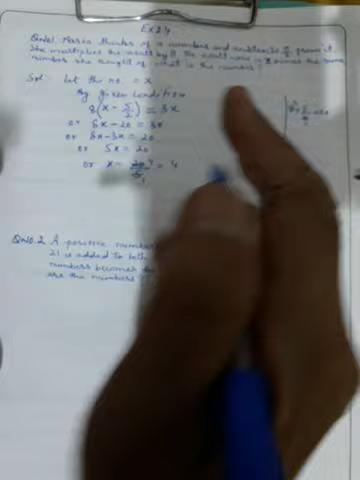 Ex 2.4
Qno1. thinks of a number and subtracts 5/2 from it.
She multiplies the result by 8. The result now is 3 times the same
number she thought of what is the number?
Sol Let the no. = x
By given condition
8(x - 5/2) = 3x
or 8x - 20 = 3x
or 8x - 3x = 20
or 5x = 20
or x = 20/5 = 4
Qno.2 A positive number
21 is added to both
numbers becomes
are the numbers?